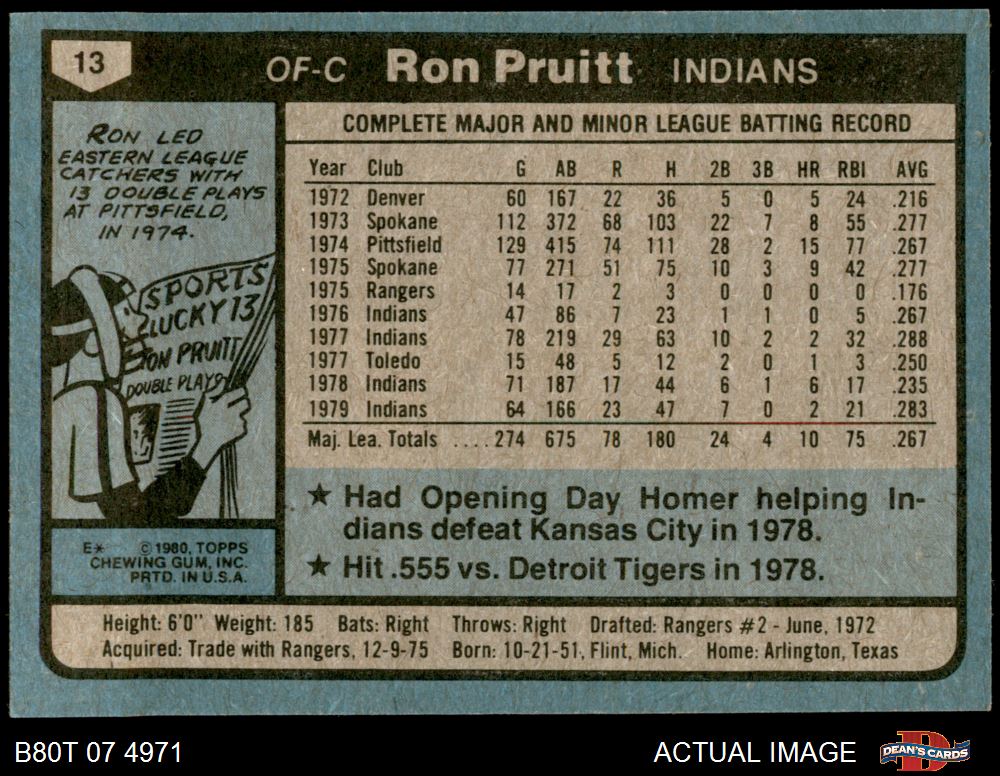 13
OF-C Ron Pruitt INDIANS
RON LED
EASTERN LEAGUE
CATCHERS WITH
13 DOUBLE PLAYS
AT PITTSFIELD,
IN 1974.
SPORTS
LUCKY 13
RON PRUITT
DOUBLE PLAYS
E* © 1980, TOPPS
CHEWING GUM, INC.
PRTD. IN U.S.A.
COMPLETE MAJOR AND MINOR LEAGUE BATTING RECORD
Year Club G AB R H 2B 3B HR RBI AVG
1972 Denver 60 167 22 36 5 0 5 24 .216
1973 Spokane 112 372 68 103 22 7 8 55 .277
1974 Pittsfield 129 415 74 111 28 2 15 77 .267
1975 Spokane 77 271 51 75 10 3 9 42 .277
1975 Rangers 14 17 2 3 0 0 0 0 .176
1976 Indians 47 86 7 23 1 1 0 5 .267
1977 Indians 78 219 29 63 10 2 2 32 .288
1977 Toledo 15 48 5 12 2 0 1 3 .250
1978 Indians 71 187 17 44 6 1 6 17 .235
1979 Indians 64 166 23 47 7 0 2 21 .283
Maj. Lea. Totals ....274 675 78 180 24 4 10 75 .267
★ Had Opening Day Homer helping In-
dians defeat Kansas City in 1978.
★ Hit .555 vs. Detroit Tigers in 1978.
Height: 6'0" Weight: 185 Bats: Right Throws: Right Drafted: Rangers #2 - June, 1972
Acquired: Trade with Rangers, 12-9-75 Born: 10-21-51, Flint, Mich. Home: Arlington, Texas
B80T 07 4971
ACTUAL IMAGE
DEAN'S CARDS